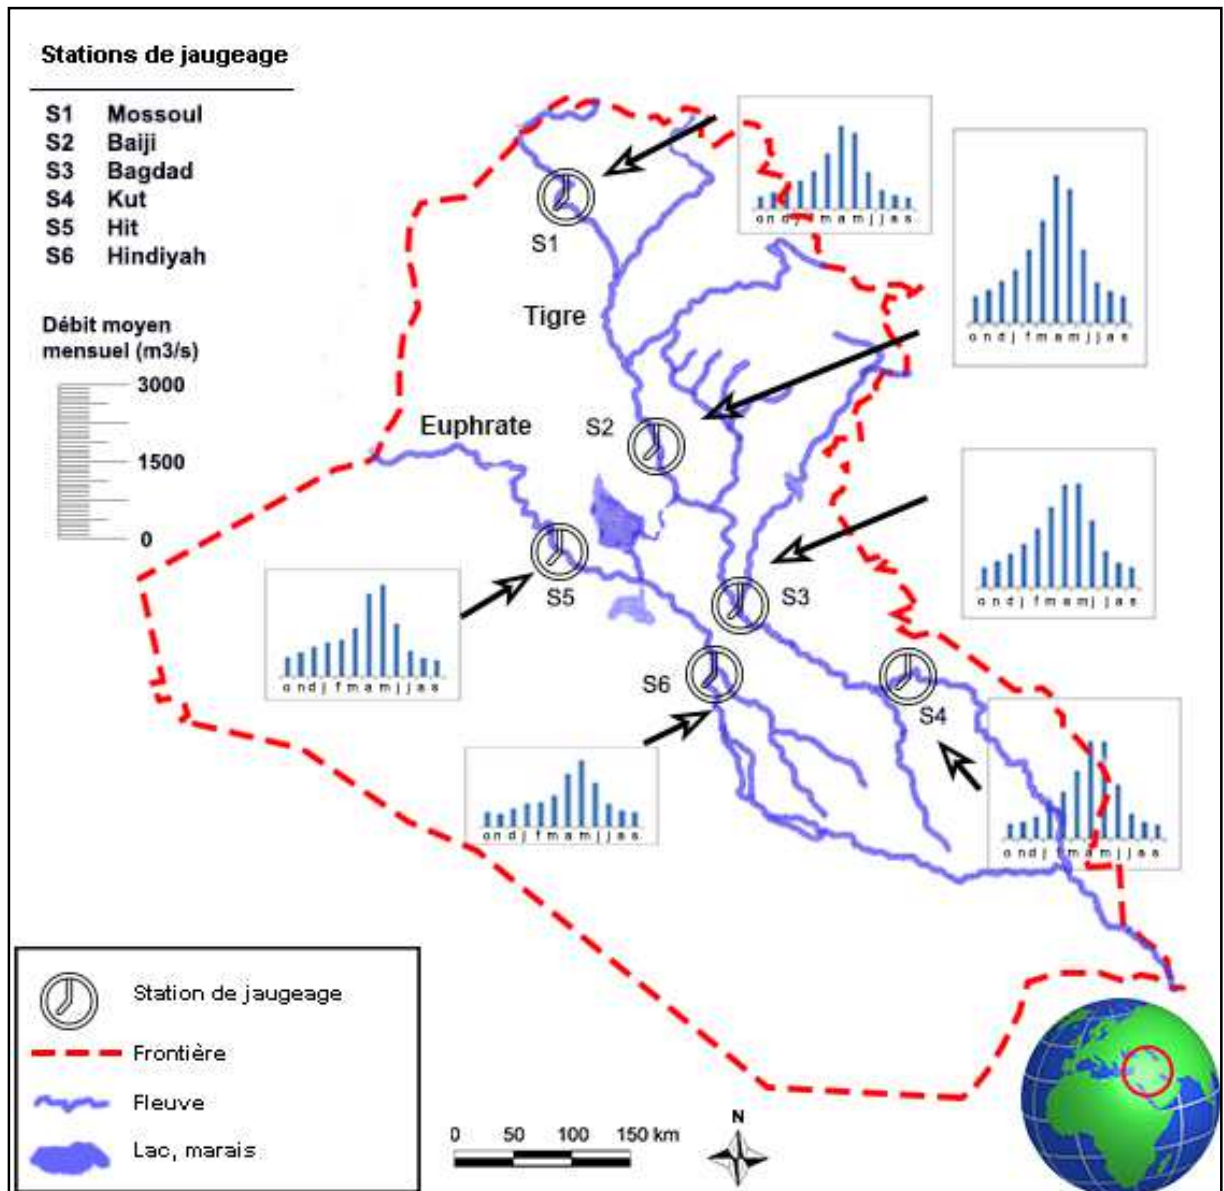 Stations de jaugeage
S1 Mossoul
S2 Baiji
S3 Bagdad
S4 Kut
S5 Hit
S6 Hindiyah
Débit moyen
mensuel (m3/s)
3000
1500
0
S1
Tigre
Euphrate
S2
S5
S3
S6
S4
o n d j f m a m j j a s
o n d j f m a m j j a s
o n d j f m a m j j a s
o n d j f m a m j j a s
o n d j f m a m j j a s
o n d j f m a m j j a s
Station de jaugeage
Frontière
Fleuve
Lac, marais
0 50 100 150 km
N